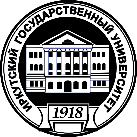 ИРКУТСКИЙ ГОСУДАРСТВЕННЫЙ УНИВЕРСИТЕТ
1918